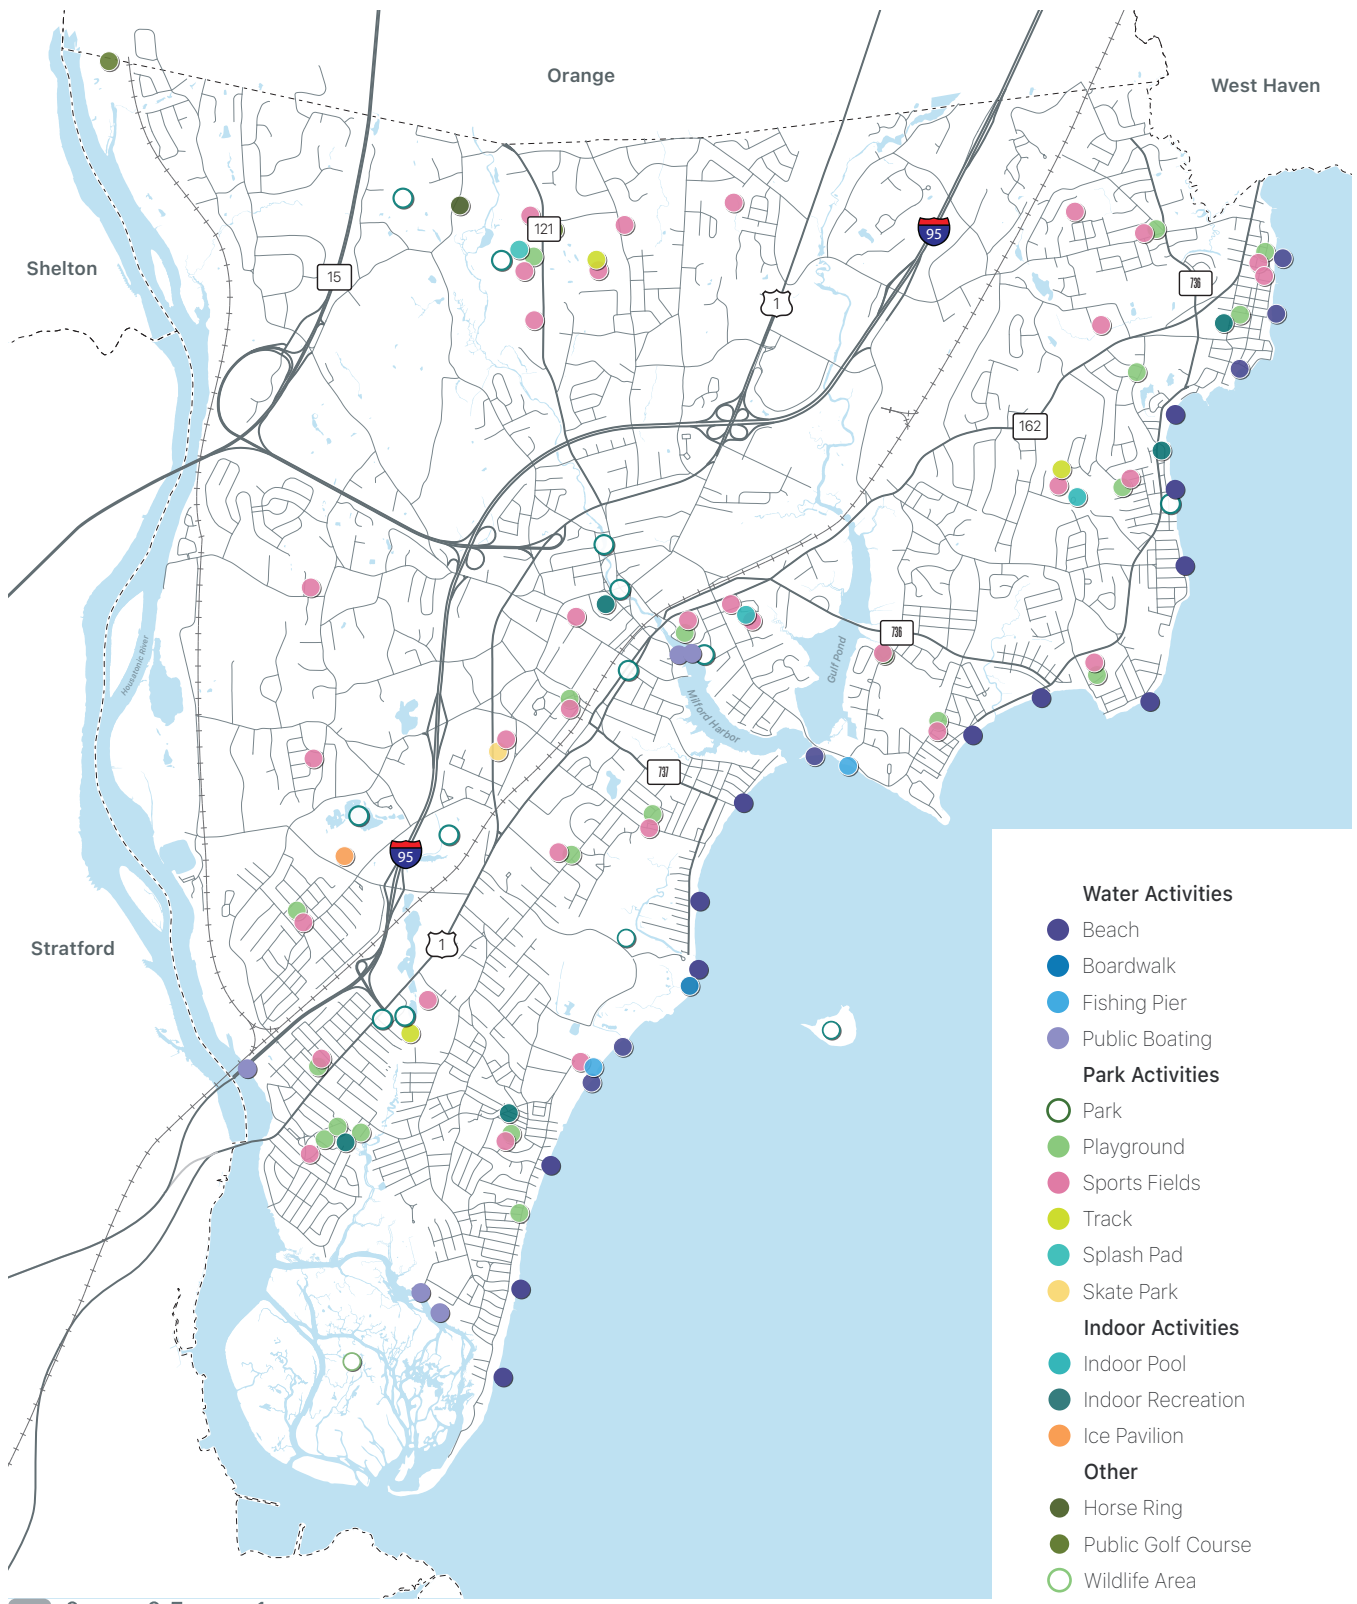 Orange
West Haven
121
95
Shelton
15
736
1
162
Housatonic River
736
Gulf Pond
Milford Harbor
737
95
Stratford
1
Water Activities
Beach
Boardwalk
Fishing Pier
Public Boating
Park Activities
Park
Playground
Sports Fields
Track
Splash Pad
Skate Park
Indoor Activities
Indoor Pool
Indoor Recreation
Ice Pavilion
Other
Horse Ring
Public Golf Course
Wildlife Area